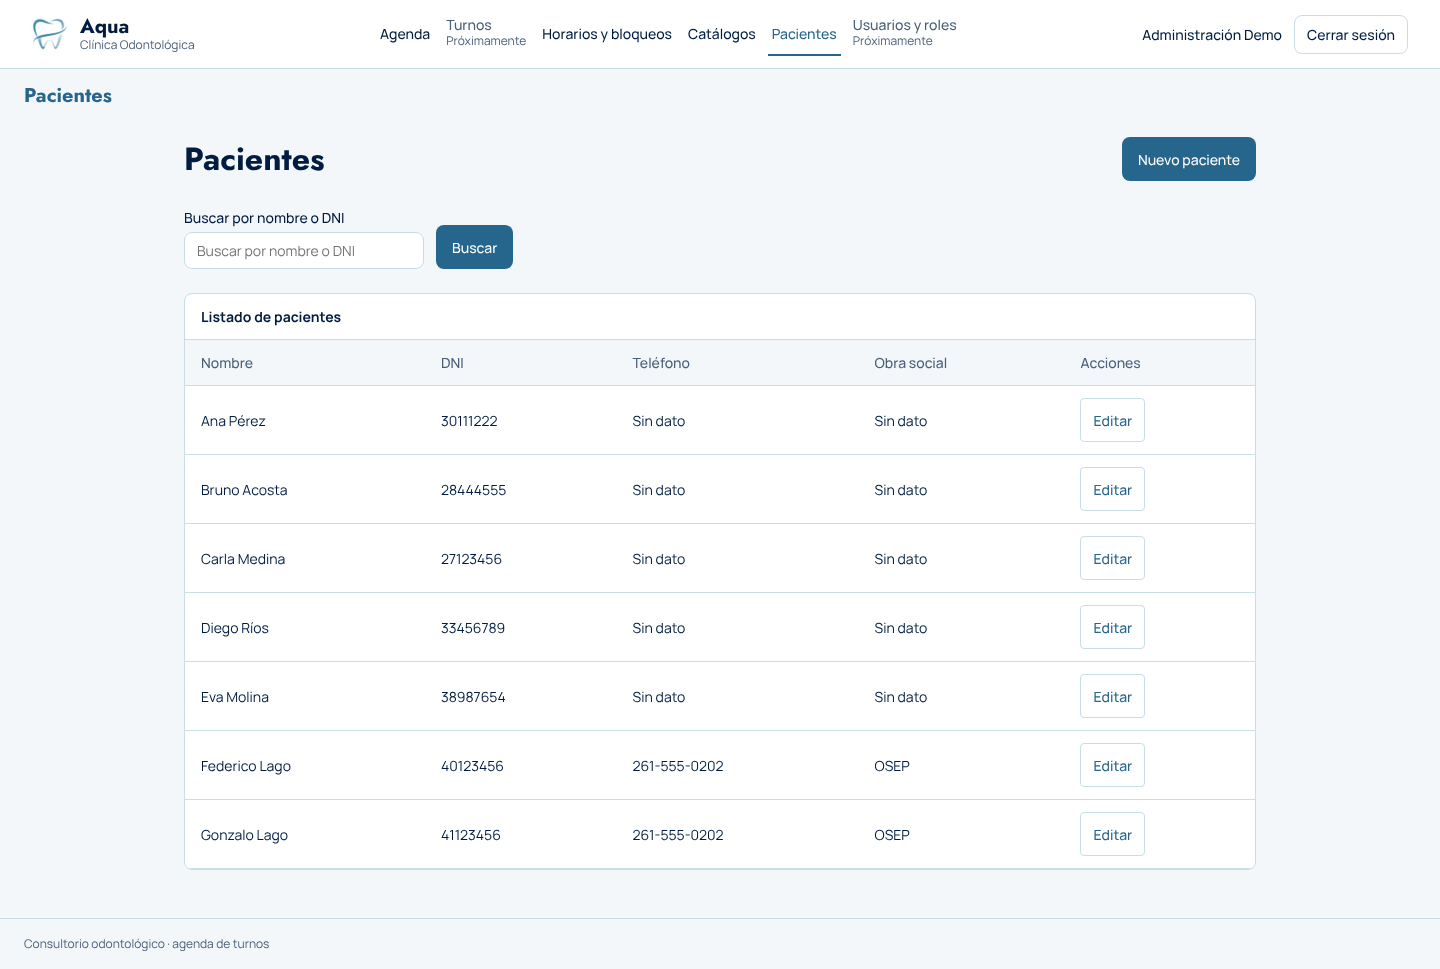 Aqua
Clínica Odontológica
Agenda
Turnos
Próximamente
Horarios y bloqueos
Catálogos
Pacientes
Usuarios y roles
Próximamente
Administración Demo
Cerrar sesión
Pacientes
Pacientes
Nuevo paciente
Buscar por nombre o DNI
Buscar por nombre o DNI
Buscar
Listado de pacientes
Nombre DNI Teléfono Obra social Acciones
Ana Pérez 30111222 Sin dato Sin dato Editar
Bruno Acosta 28444555 Sin dato Sin dato Editar
Carla Medina 27123456 Sin dato Sin dato Editar
Diego Ríos 33456789 Sin dato Sin dato Editar
Eva Molina 38987654 Sin dato Sin dato Editar
Federico Lago 40123456 261-555-0202 OSEP Editar
Gonzalo Lago 41123456 261-555-0202 OSEP Editar
Consultorio odontológico · agenda de turnos